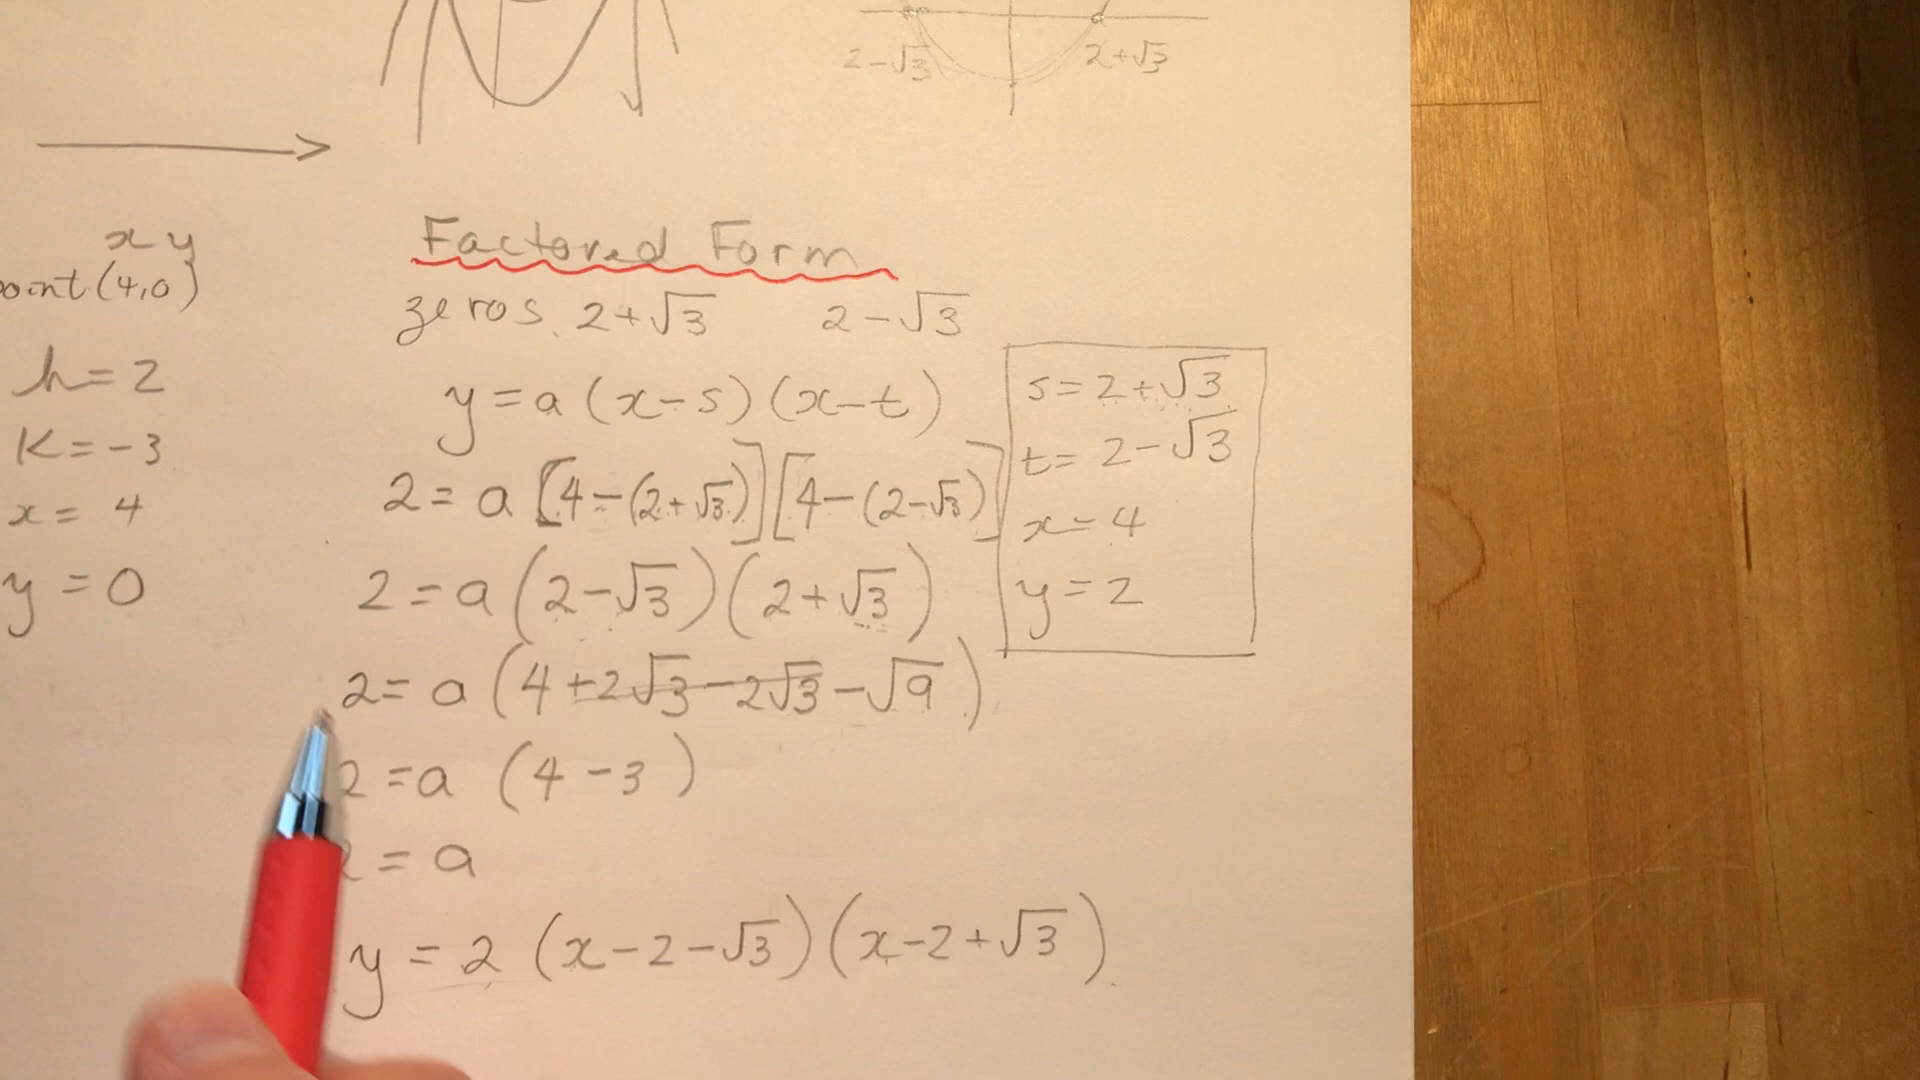 2-√3 2+√3
x y
point (4,0)
h=2
K=-3
x= 4
y=0
Factored Form
zeros. 2+√3 2-√3
y=a(x-s)(x-t)
2=a[4-(2+√3)][4-(2-√3)]
2=a(2-√3)(2+√3)
2=a(4+2√3-2√3-√9)
2=a (4-3)
2=a
y=2(x-2-√3)(x-2+√3)
s=2+√3
t=2-√3
x=4
y=2